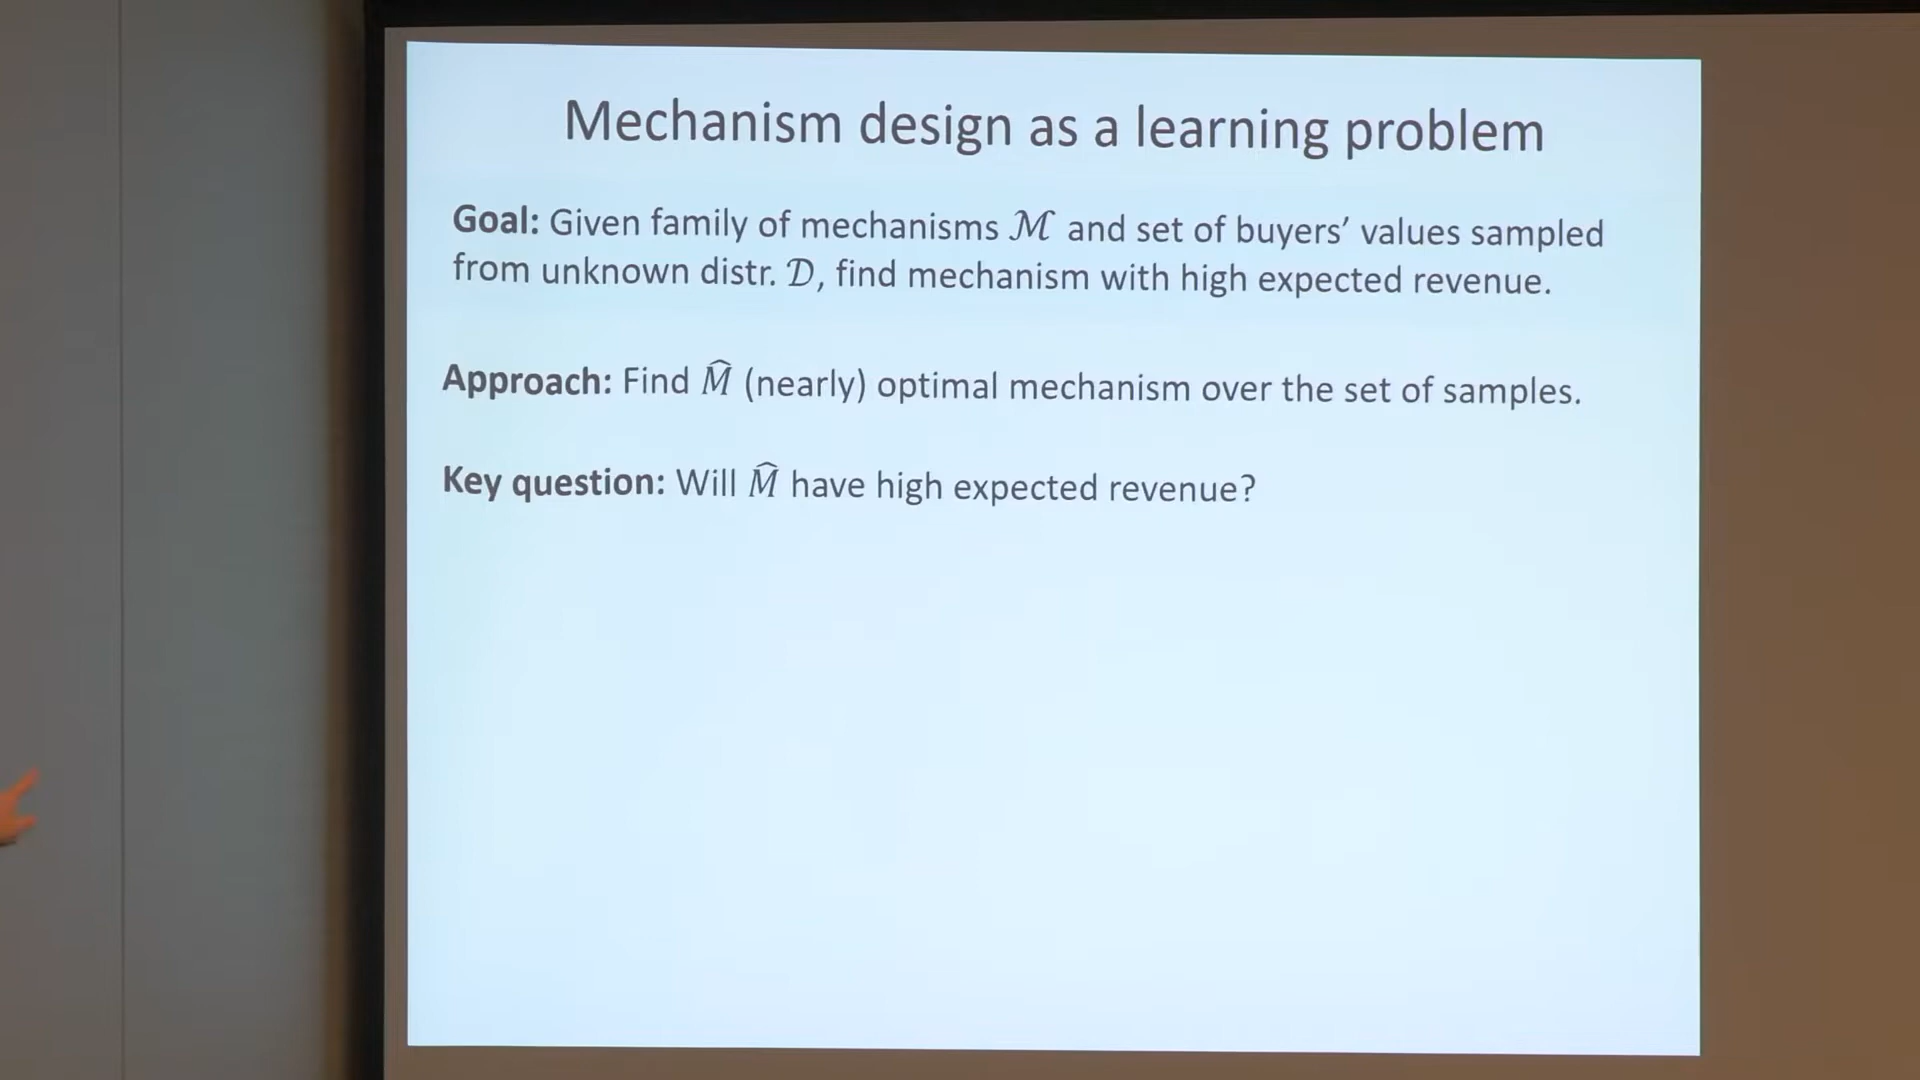 Mechanism design as a learning problem
Goal: Given family of mechanisms ℳ and set of buyers’ values sampled
from unknown distr. 𝒟, find mechanism with high expected revenue.
Approach: Find M̂ (nearly) optimal mechanism over the set of samples.
Key question: Will M̂ have high expected revenue?